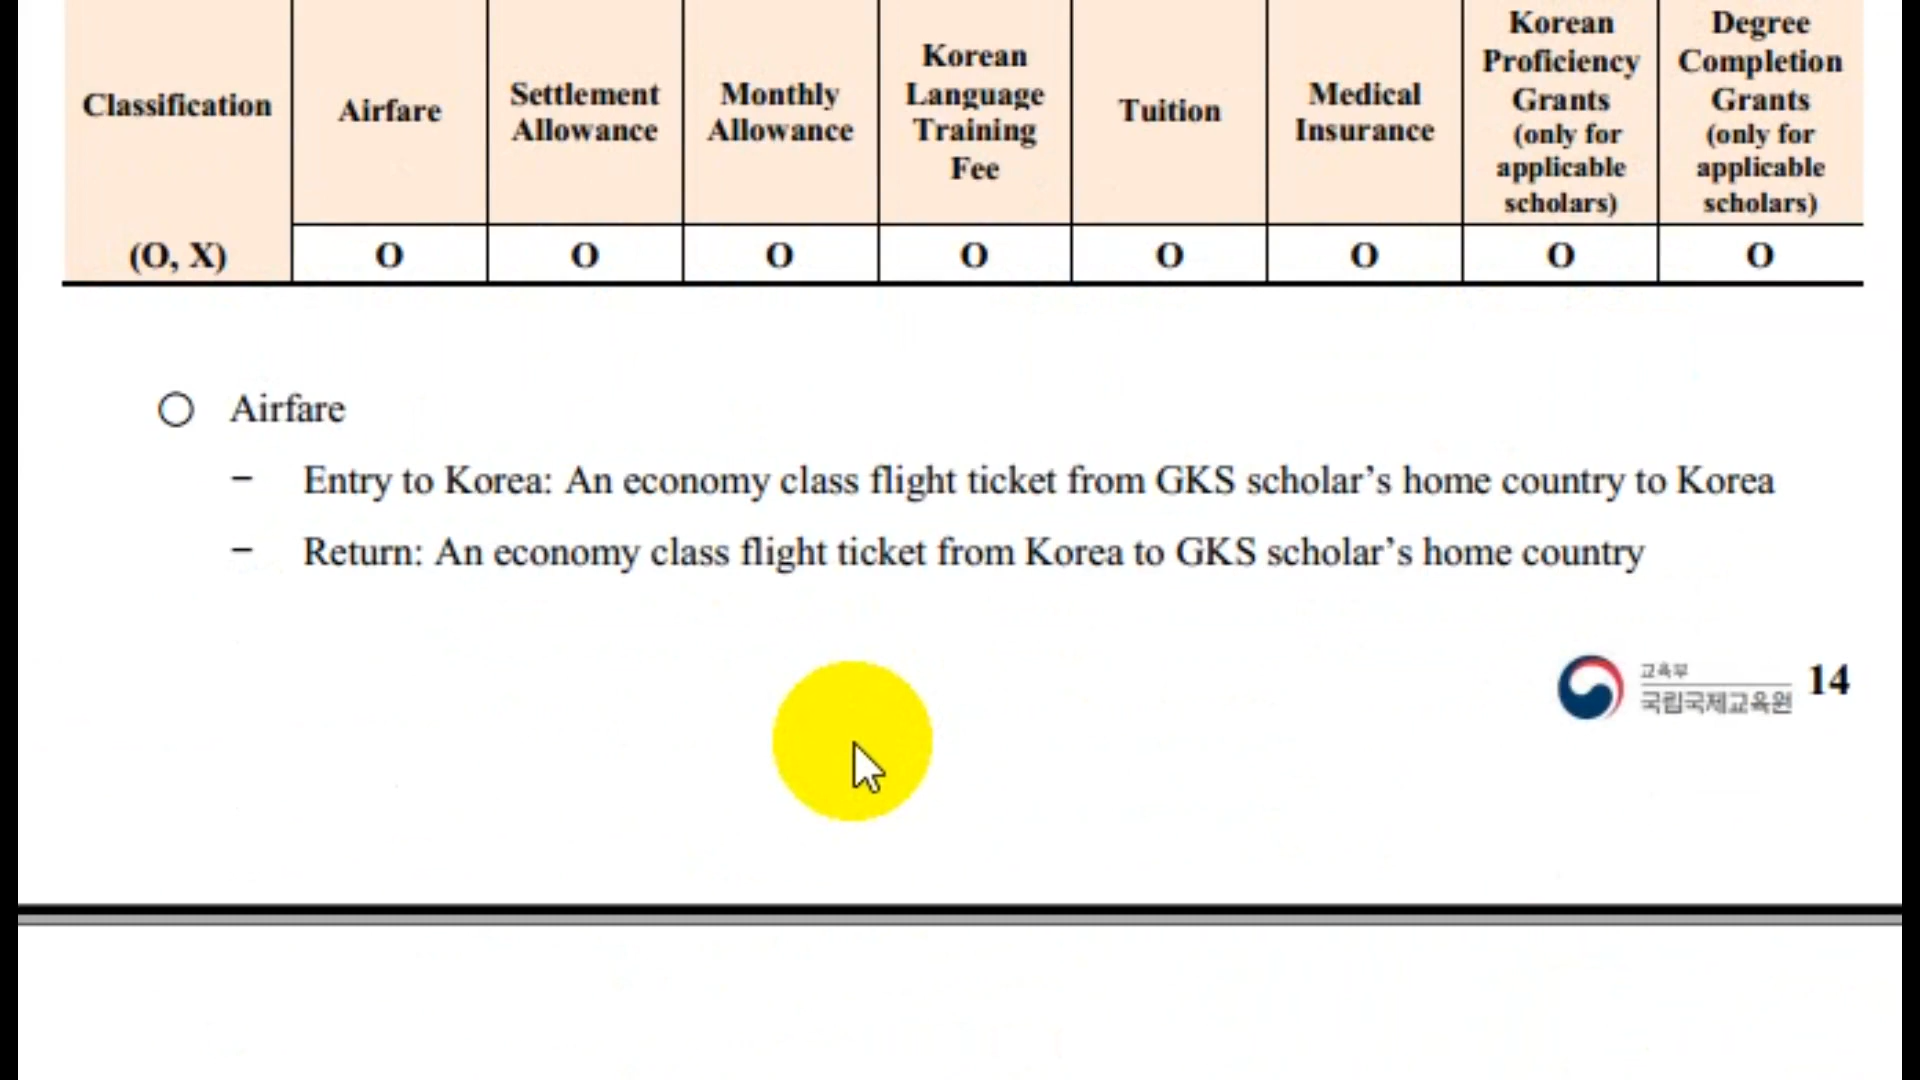 Classification
Airfare
Settlement
Allowance
Monthly
Allowance
Korean
Language
Training
Fee
Tuition
Medical
Insurance
Korean
Proficiency
Grants
(only for
applicable
scholars)
Degree
Completion
Grants
(only for
applicable
scholars)
(O, X) O O O O O O O O
○ Airfare
− Entry to Korea: An economy class flight ticket from GKS scholar’s home country to Korea
− Return: An economy class flight ticket from Korea to GKS scholar’s home country
교육부
국립국제교육원
14